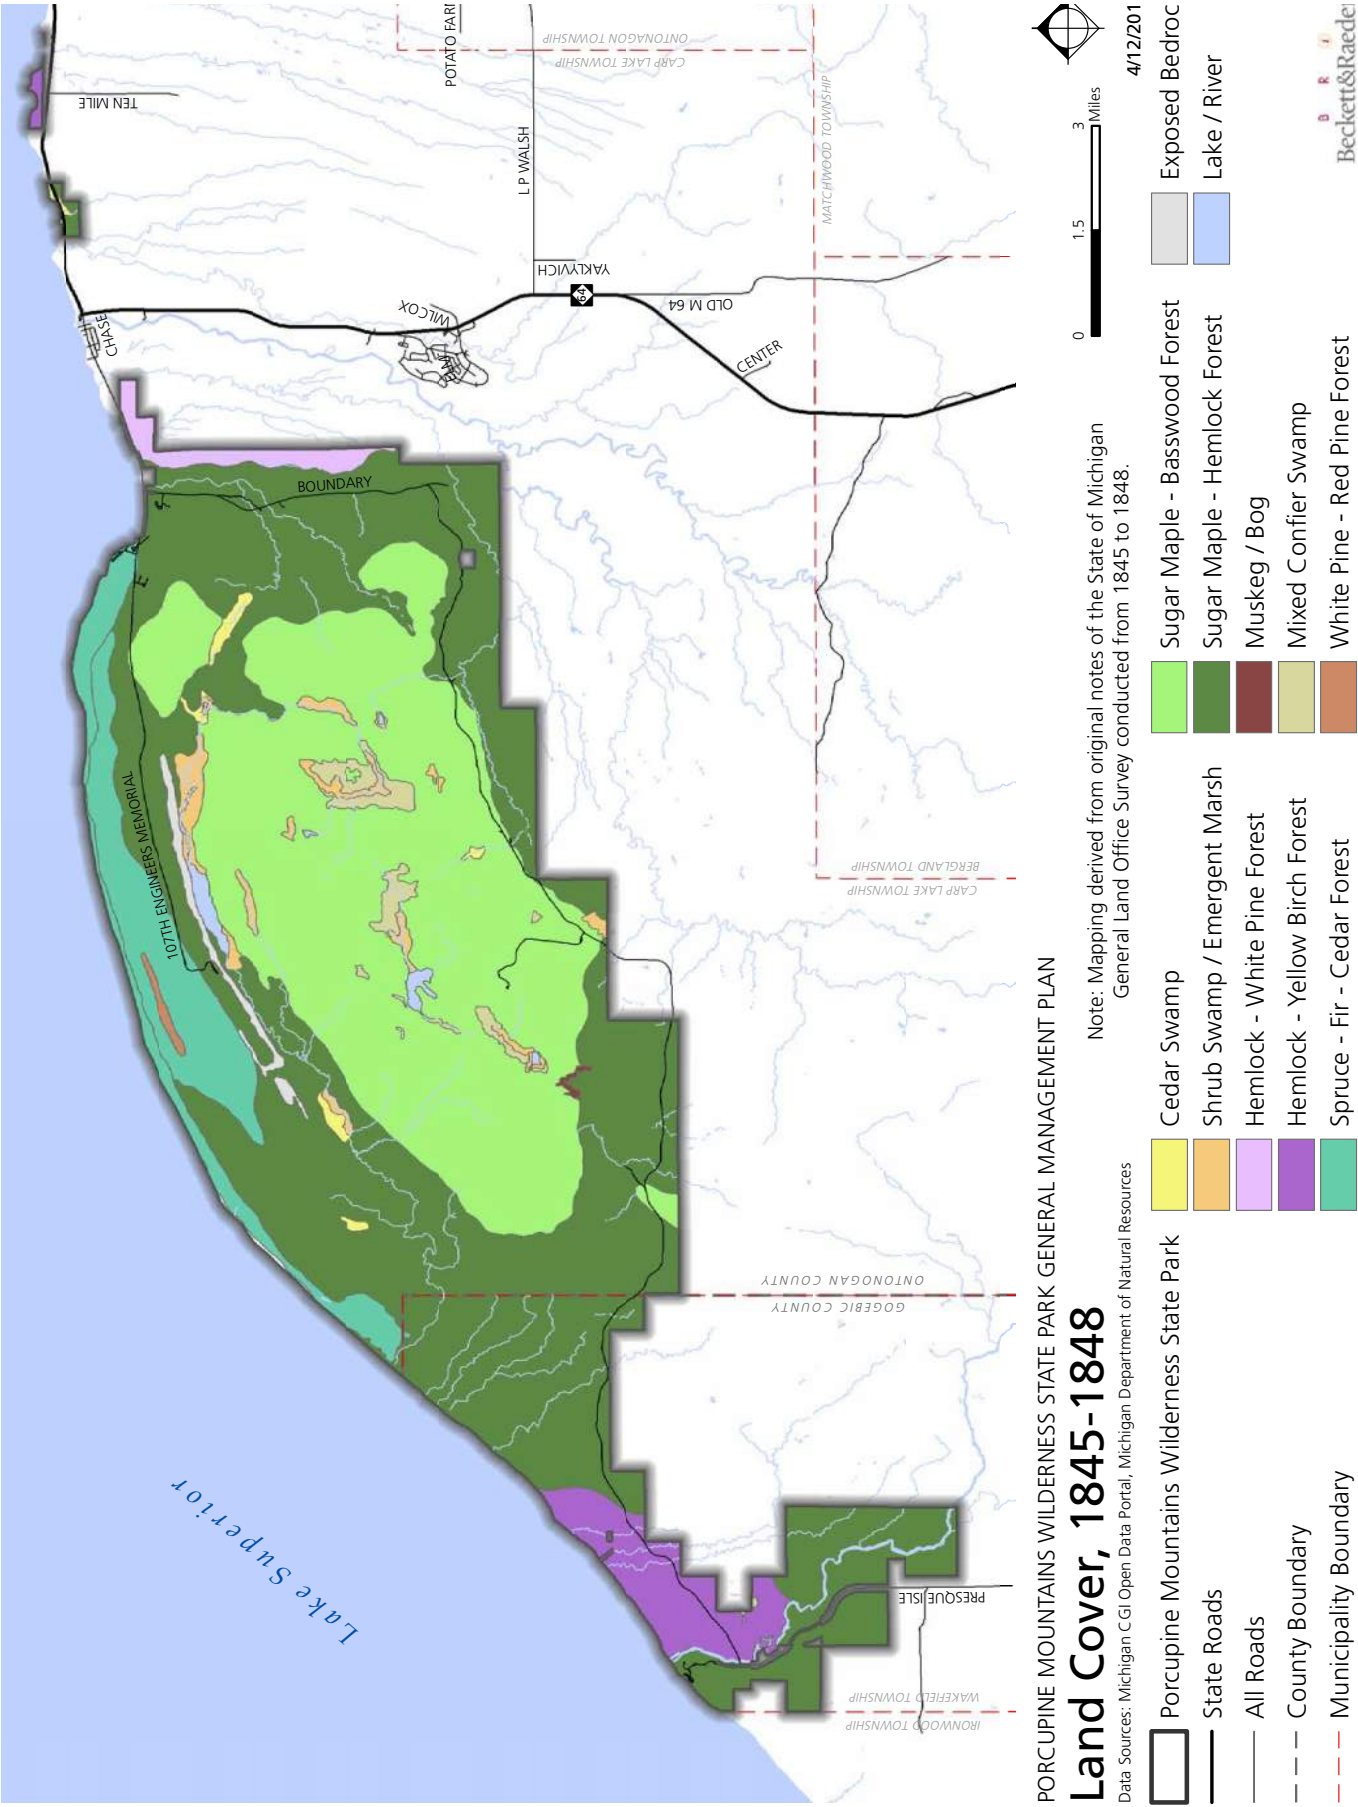 Lake Superior
TEN MILE
POTATO FAR
ONTONAGON TOWNSHIP
CARP LAKE TOWNSHIP
L P WALSH
MATCHWOOD TOWNSHIP
YAKLYVICH
64
OLD M 64
CHASE
WILCOX
CENTER
BOUNDARY
107TH ENGINEERS MEMORIAL
BERGLAND TOWNSHIP
CARP LAKE TOWNSHIP
ONTONOGAN COUNTY
GOGEBIC COUNTY
PRESQUE ISLE
WAKEFIELD TOWNSHIP
IRONWOOD TOWNSHIP
PORCUPINE MOUNTAINS WILDERNESS STATE PARK GENERAL MANAGEMENT PLAN
Land Cover, 1845-1848
Data Sources: Michigan CGI Open Data Portal, Michigan Department of Natural Resources
Note: Mapping derived from original notes of the State of Michigan
General Land Office Survey conducted from 1845 to 1848.
0 1.5 3
Miles
4/12/201
Porcupine Mountains Wilderness State Park
State Roads
All Roads
County Boundary
Municipality Boundary
Cedar Swamp
Shrub Swamp / Emergent Marsh
Hemlock - White Pine Forest
Hemlock - Yellow Birch Forest
Spruce - Fir - Cedar Forest
Sugar Maple - Basswood Forest
Sugar Maple - Hemlock Forest
Muskeg / Bog
Mixed Confier Swamp
White Pine - Red Pine Forest
Exposed Bedroc
Lake / River
B R i
Beckett&Raeder